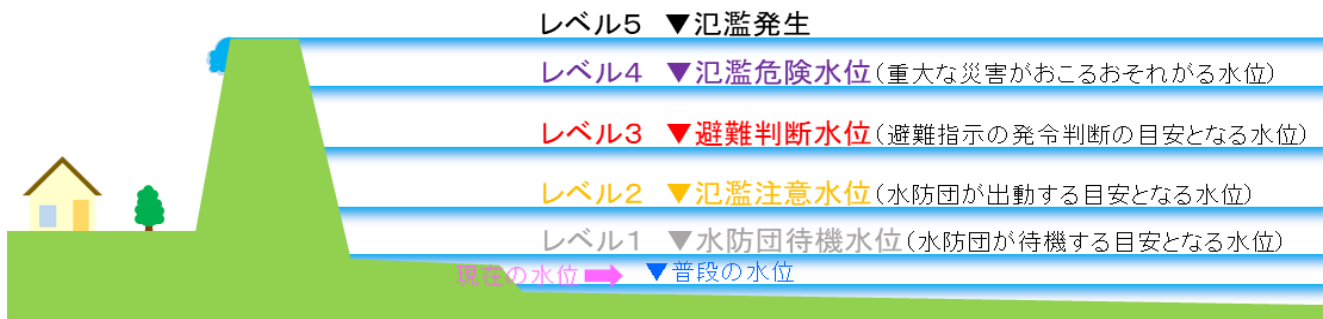 レベル5 ▼氾濫発生
レベル4 ▼氾濫危険水位(重大な災害がおこるおそれがる水位)
レベル3 ▼避難判断水位(避難指示の発令判断の目安となる水位)
レベル2 ▼氾濫注意水位(水防団が出動する目安となる水位)
レベル1 ▼水防団待機水位(水防団が待機する目安となる水位)
現在の水位 ▼普段の水位